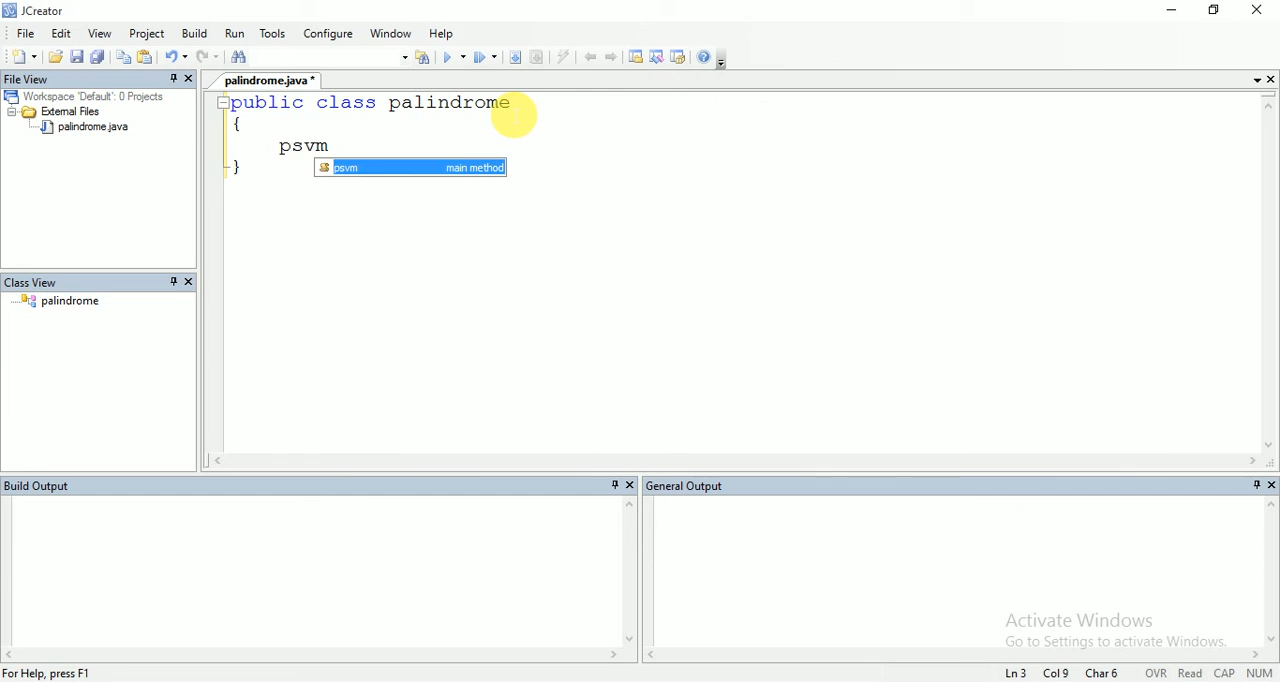 JCreator
File Edit View Project Build Run Tools Configure Window Help
File View
Workspace 'Default': 0 Projects
External Files
palindrome.java
Class View
palindrome
palindrome.java *
public class palindrome
{
psvm
psvm main method
}
Build Output
General Output
Activate Windows
Go to Settings to activate Windows.
For Help, press F1
Ln 3 Col 9 Char 6 OVR Read CAP NUM